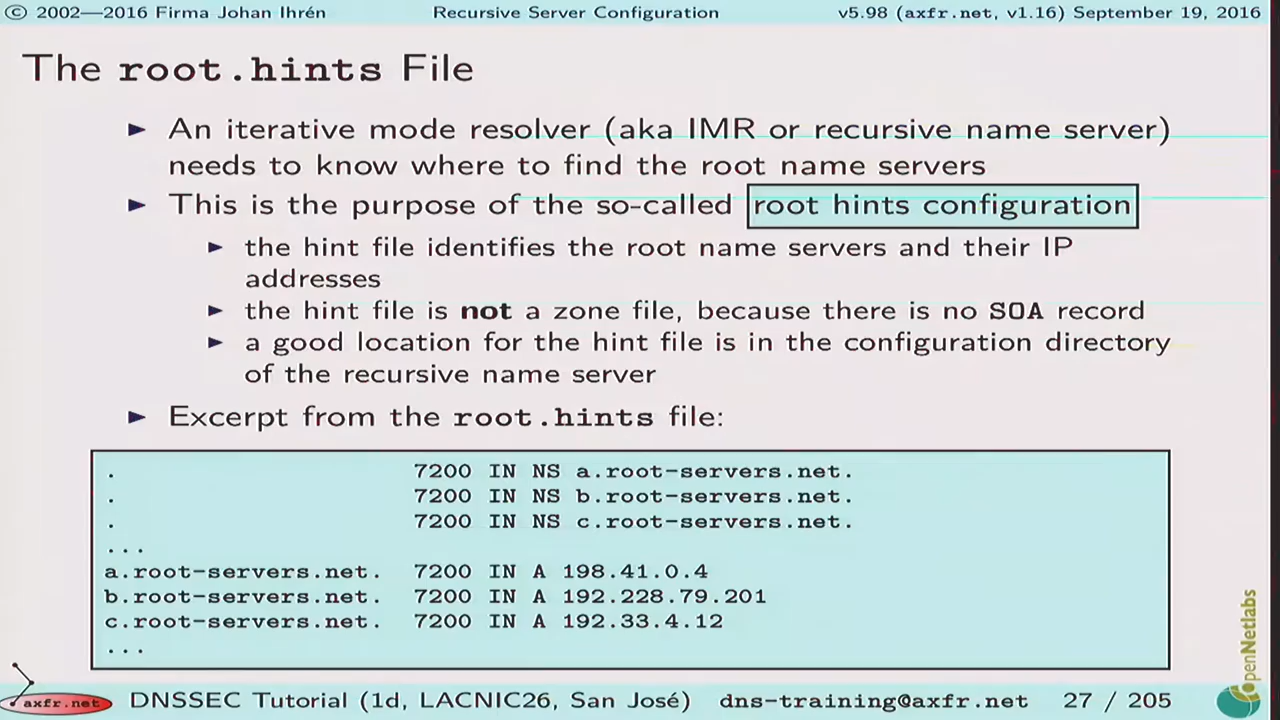 © 2002—2016 Firma Johan Ihrén Recursive Server Configuration v5.98 (axfr.net, v1.16) September 19, 2016
The root.hints File
► An iterative mode resolver (aka IMR or recursive name server)
needs to know where to find the root name servers
► This is the purpose of the so-called root hints configuration
► the hint file identifies the root name servers and their IP
addresses
► the hint file is not a zone file, because there is no SOA record
► a good location for the hint file is in the configuration directory
of the recursive name server
► Excerpt from the root.hints file:
. 7200 IN NS a.root-servers.net.
. 7200 IN NS b.root-servers.net.
. 7200 IN NS c.root-servers.net.
...
a.root-servers.net. 7200 IN A 198.41.0.4
b.root-servers.net. 7200 IN A 192.228.79.201
c.root-servers.net. 7200 IN A 192.33.4.12
...
OpenNetlabs
axfr.net DNSSEC Tutorial (1d, LACNIC26, San José) dns-training@axfr.net 27 / 205